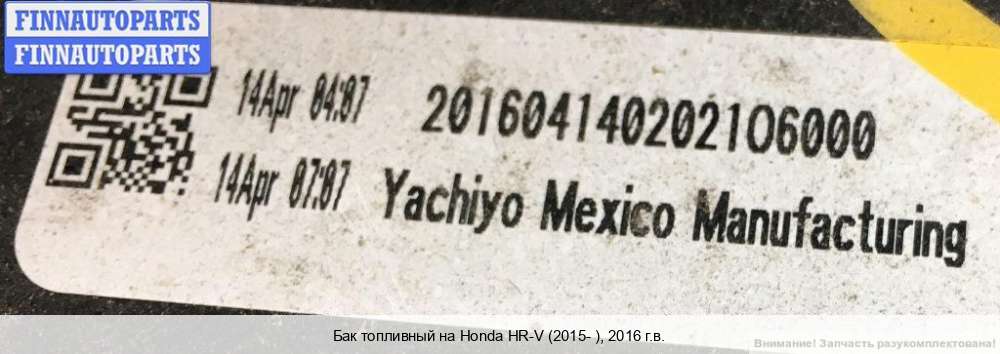 FINNAUTOPARTS
FINNAUTOPARTS
14Apr 04:07 201604140202106000
14Apr 07:07 Yachiyo Mexico Manufacturing
Бак топливный на Honda HR-V (2015- ), 2016 г.в.
Внимание! Запчасть разукомплектована!